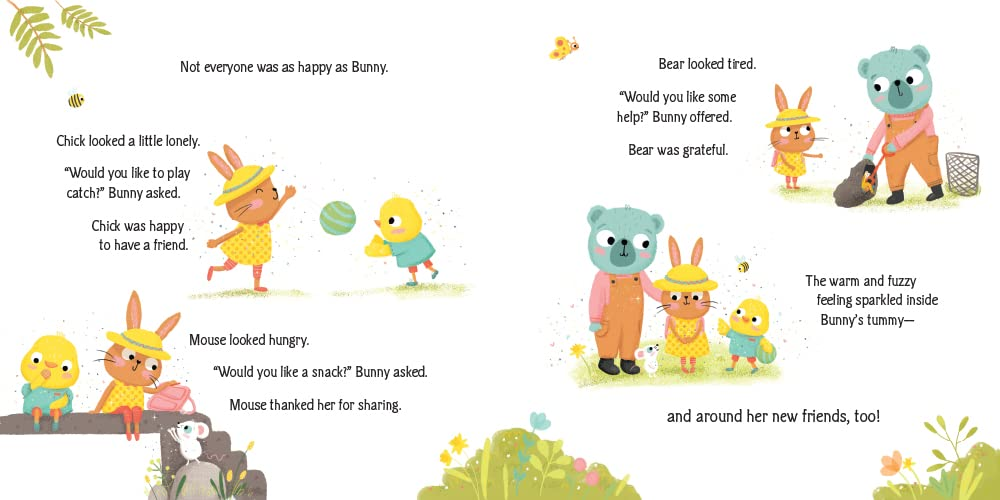 Not everyone was as happy as Bunny.
Chick looked a little lonely.
“Would you like to play
catch?” Bunny asked.
Chick was happy
to have a friend.
Mouse looked hungry.
“Would you like a snack?” Bunny asked.
Mouse thanked her for sharing.
Bear looked tired.
“Would you like some
help?” Bunny offered.
Bear was grateful.
The warm and fuzzy
feeling sparkled inside
Bunny’s tummy—
and around her new friends, too!